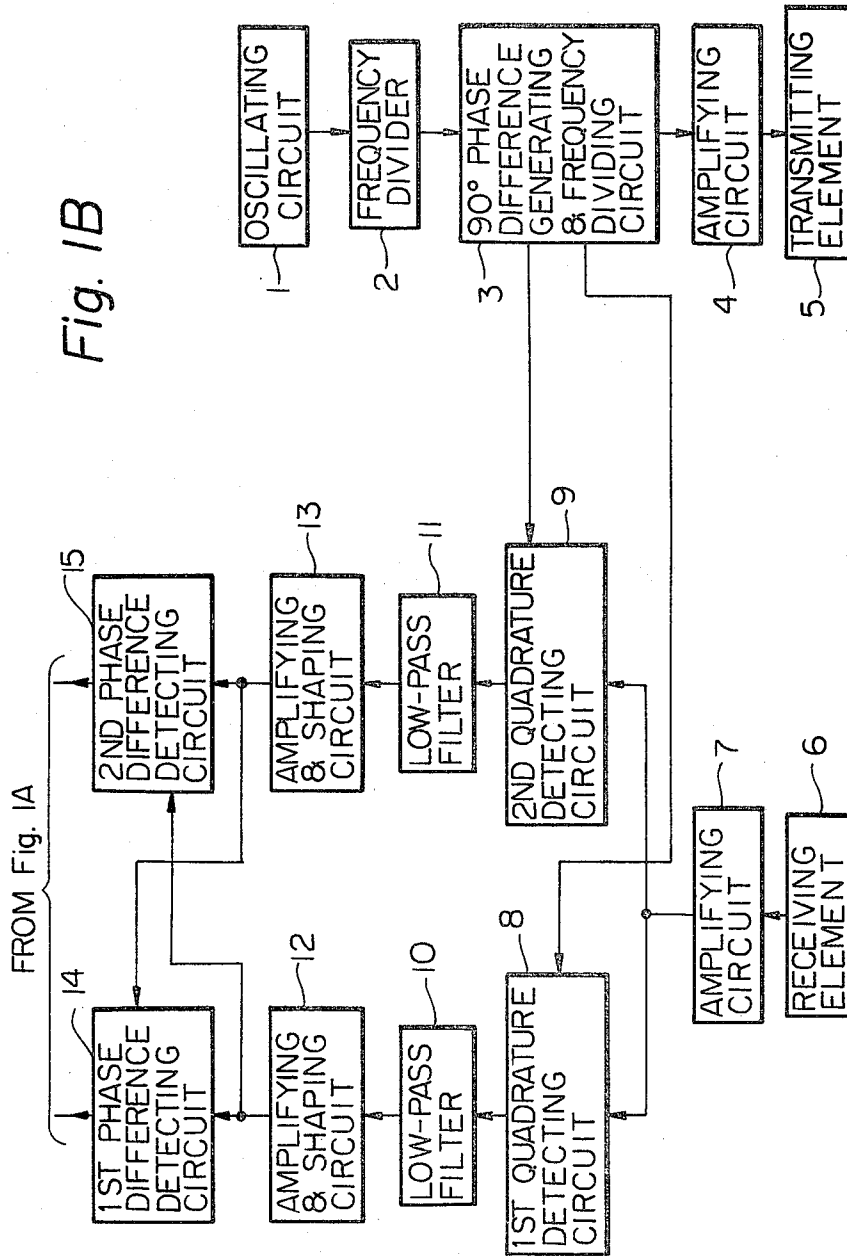 Fig. 1B
FROM Fig. 1A
14
1ST PHASE
DIFFERENCE
DETECTING
CIRCUIT
15
2ND PHASE
DIFFERENCE
DETECTING
CIRCUIT
12
AMPLIFYING
& SHAPING
CIRCUIT
13
AMPLIFYING
& SHAPING
CIRCUIT
10
LOW-PASS
FILTER
11
LOW-PASS
FILTER
8
1ST QUADRATURE
DETECTING
CIRCUIT
9
2ND QUADRATURE
DETECTING
CIRCUIT
7
AMPLIFYING
CIRCUIT
6
RECEIVING
ELEMENT
OSCILLATING
CIRCUIT
1
FREQUENCY
DIVIDER
2
90° PHASE
DIFFERENCE
GENERATING
& FREQUENCY
DIVIDING
CIRCUIT
3
AMPLIFYING
CIRCUIT
4
TRANSMITTING
ELEMENT
5